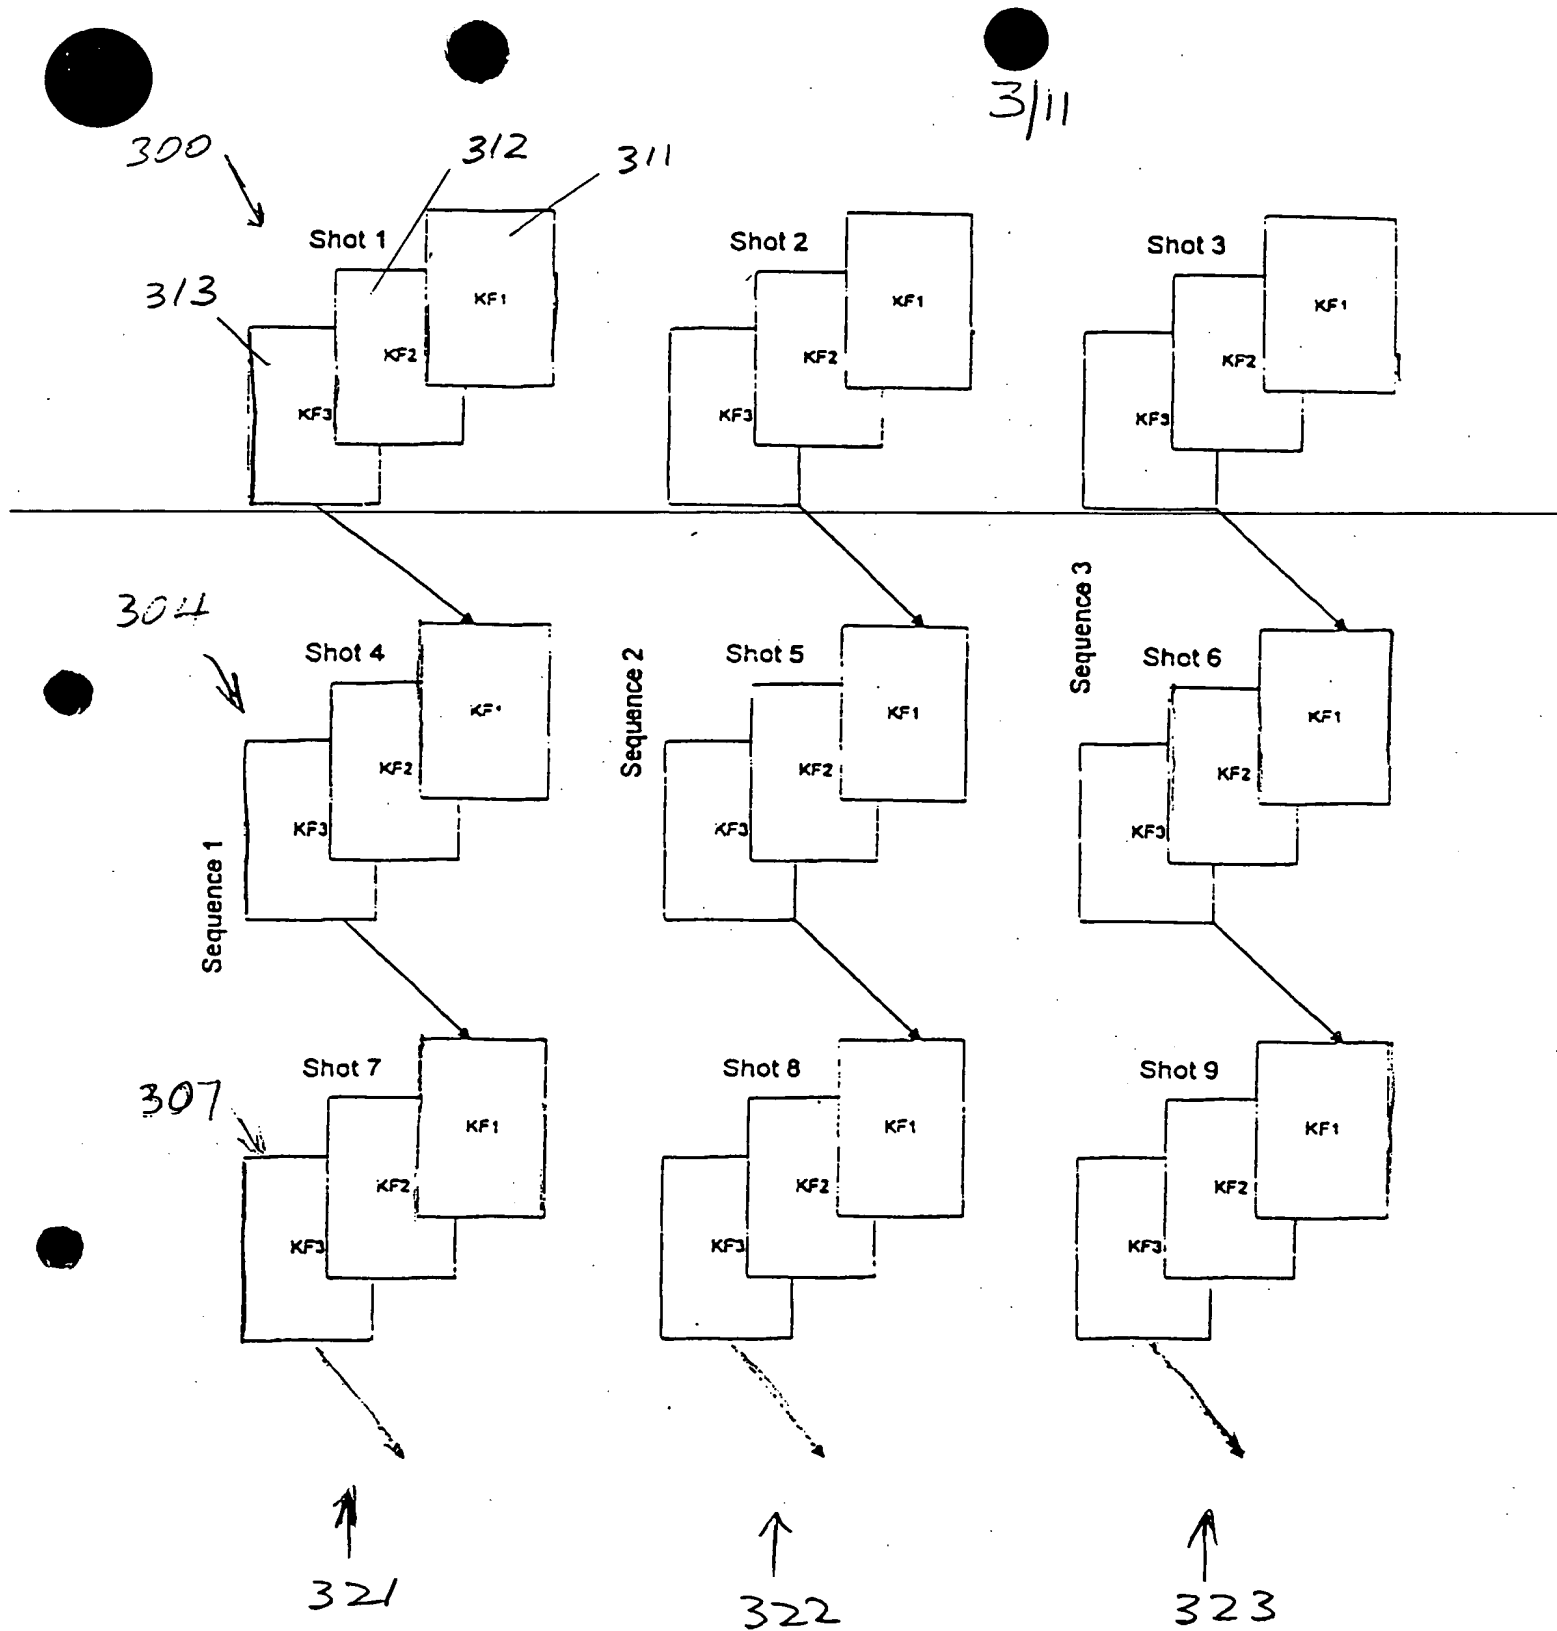 3/11
300
312
311
Shot 1
Shot 2
Shot 3
313
KF1
KF1
KF1
KF2
KF2
KF2
KF3
KF3
KF3
304
Sequence 1
Sequence 2
Sequence 3
Shot 4
Shot 5
Shot 6
KF1
KF1
KF1
KF2
KF2
KF2
KF3
KF3
KF3
307
Shot 7
Shot 8
Shot 9
KF1
KF1
KF1
KF2
KF2
KF2
KF3
KF3
KF3
321
322
323